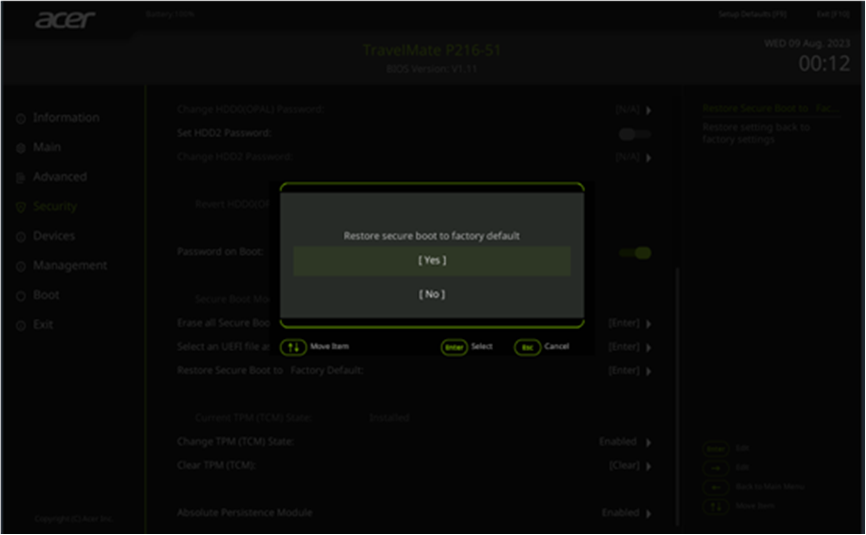 acer
Battery:100%
Setup Defaults [F9]
Exit [F10]
TravelMate P216-51
BIOS Version: V1.11
WED 09 Aug. 2023
00:12
Information
Main
Advanced
Security
Devices
Management
Boot
Exit
Change HDD0(OPAL) Password:
[N/A]
Set HDD2 Password:
Change HDD2 Password:
[N/A]
Revert HDD0(OP
Password on Boot:
Secure Boot Mo
Erase all Secure Boo
[Enter]
Select an UEFI file as
[Enter]
Restore Secure Boot to Factory Default:
[Enter]
Current TPM (TCM) State:
Installed
Change TPM (TCM) State:
Enabled
Clear TPM (TCM):
[Clear]
Absolute Persistence Module
Enabled
Restore secure boot to factory default
[ Yes ]
[ No ]
↑↓ Move Item
Enter Select
Esc Cancel
Restore Secure Boot to Fac...
Restore setting back to
factory settings
Enter Edit
→ Edit
← Back to Main Menu
↑↓ Move Item
Copyright (C) Acer Inc.